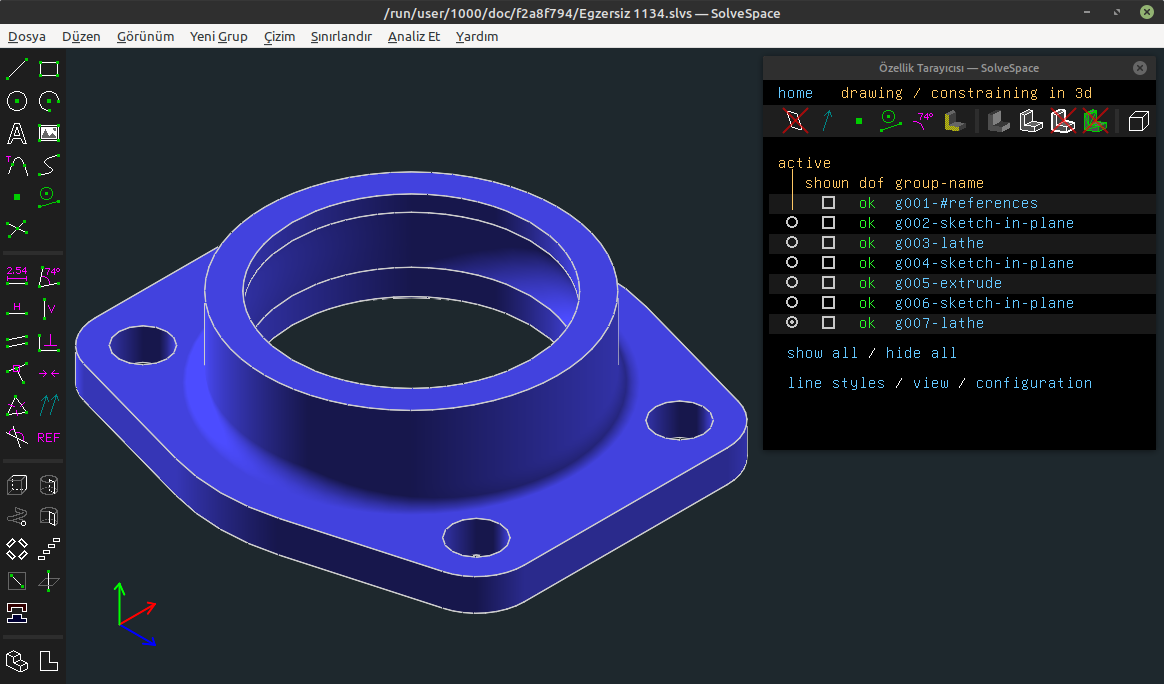 /run/user/1000/doc/f2a8f794/Egzersiz 1134.slvs — SolveSpace
Dosya Düzen Görünüm Yeni Grup Çizim Sınırlandır Analiz Et Yardım
Özellik Tarayıcısı — SolveSpace
home drawing / constraining in 3d
74º
active
shown dof group-name
ok g001-#references
ok g002-sketch-in-plane
ok g003-lathe
ok g004-sketch-in-plane
ok g005-extrude
ok g006-sketch-in-plane
ok g007-lathe
show all / hide all
line styles / view / configuration
A
T
2.54 74º
H V
REF